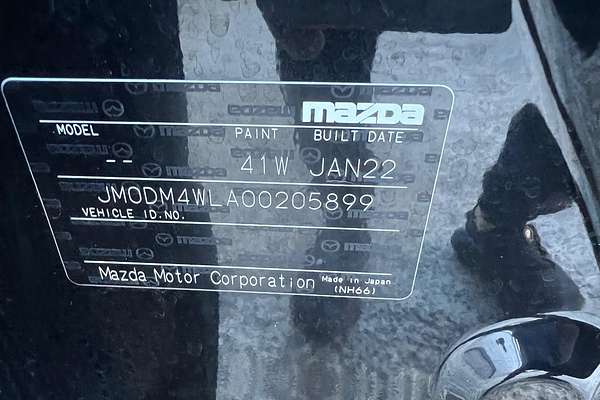 mazda
MODEL PAINT BUILT DATE
-- 41W JAN22
JM0DM4WLA00205899
VEHICLE ID.NO.
Mazda Motor Corporation Made in Japan
(NH66)